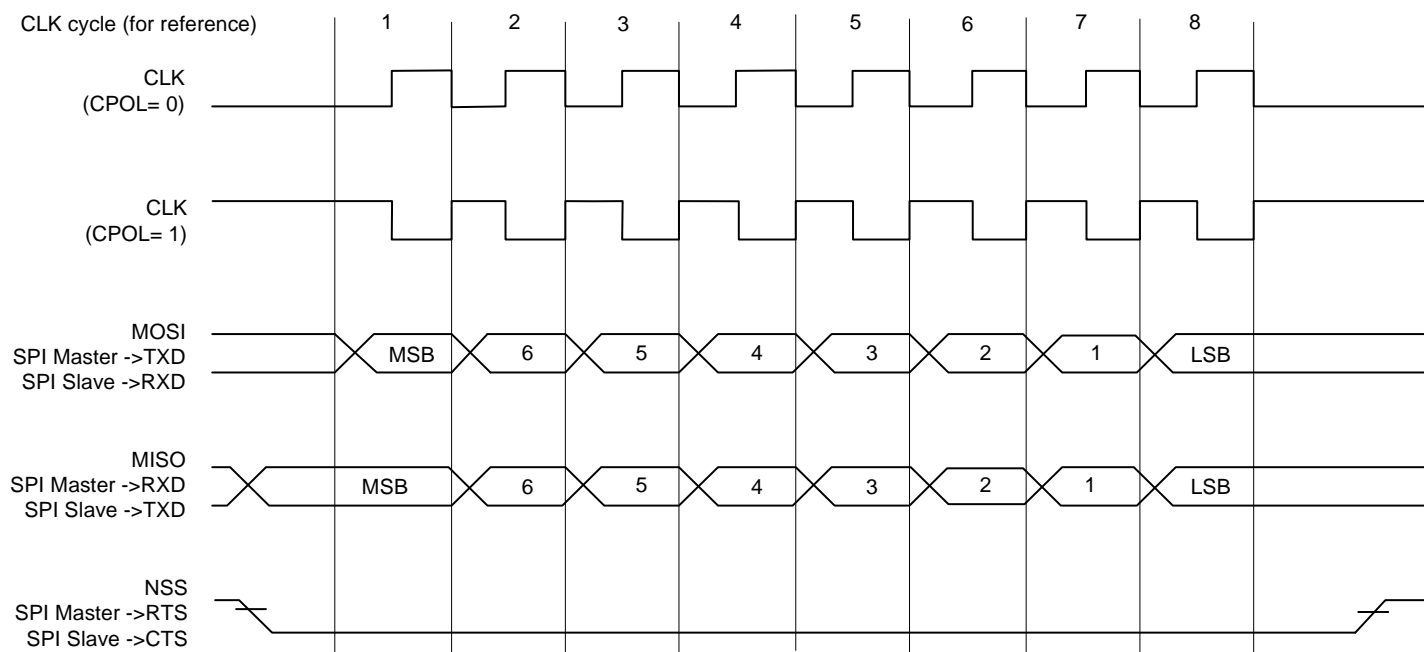 CLK cycle (for reference) 1 2 3 4 5 6 7 8
CLK
(CPOL= 0)
CLK
(CPOL= 1)
MOSI
SPI Master ->TXD
SPI Slave ->RXD
MSB 6 5 4 3 2 1 LSB
MISO
SPI Master ->RXD
SPI Slave ->TXD
MSB 6 5 4 3 2 1 LSB
NSS
SPI Master ->RTS
SPI Slave ->CTS